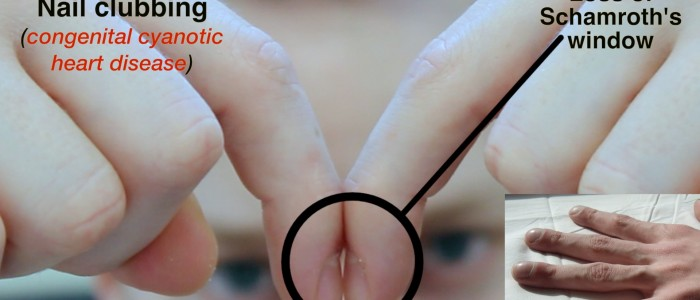 Nail clubbing
(congenital cyanotic
heart disease)
Schamroth's
window